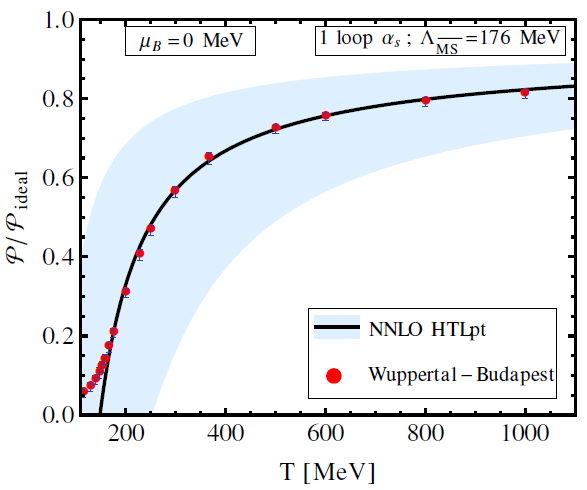 1.0
μB = 0 MeV
1 loop αs ; ΛMS = 176 MeV
0.8
0.6
0.4
0.2
0.0
P/Pideal
NNLO HTLpt
Wuppertal – Budapest
200 400 600 800 1000
T [MeV]